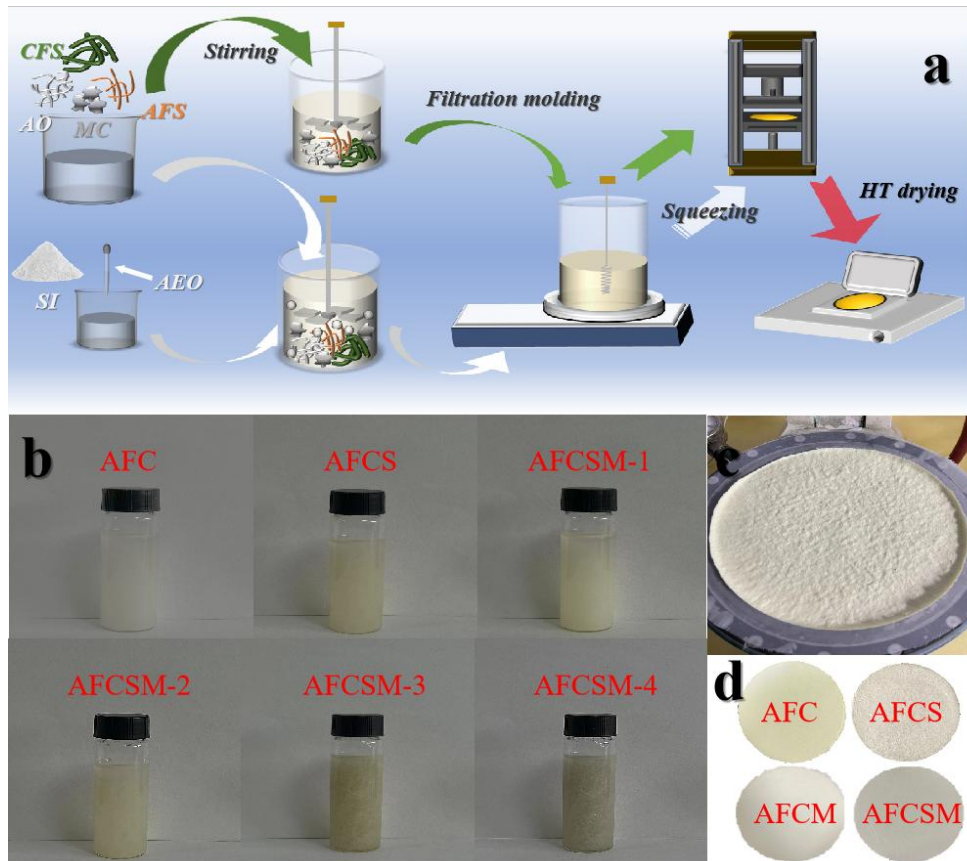 a
CFS
Stirring
AO
MC
AFS
Filtration molding
Squeezing
HT drying
SI
AEO
b
AFC
AFCS
AFCSM-1
AFCSM-2
AFCSM-3
AFCSM-4
c
d
AFC
AFCS
AFCM
AFCSM